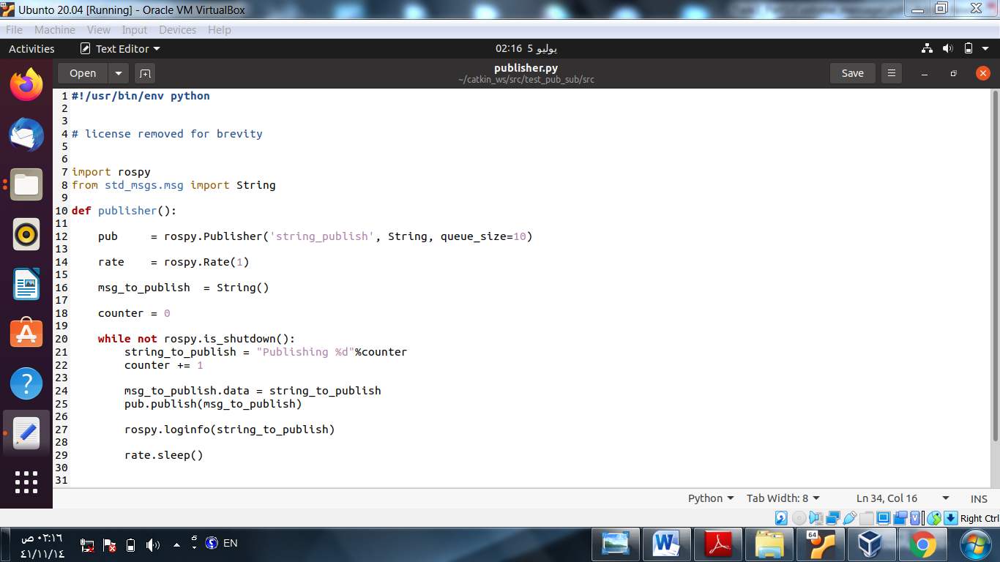 Ubunto 20.04 [Running] - Oracle VM VirtualBox
File Machine View Input Devices Help
Activities Text Editor 02:16 5 يوليو
Open publisher.py Save
~/catkin_ws/src/test_pub_sub/src
1 #!/usr/bin/env python
2
3
4 # license removed for brevity
5
6
7 import rospy
8 from std_msgs.msg import String
9
10 def publisher():
11
12     pub     = rospy.Publisher('string_publish', String, queue_size=10)
13
14     rate    = rospy.Rate(1)
15
16     msg_to_publish  = String()
17
18     counter = 0
19
20     while not rospy.is_shutdown():
21         string_to_publish = "Publishing %d"%counter
22         counter += 1
23
24         msg_to_publish.data = string_to_publish
25         pub.publish(msg_to_publish)
26
27         rospy.loginfo(string_to_publish)
28
29         rate.sleep()
30
31
Python Tab Width: 8 Ln 34, Col 16 INS
Right Ctrl
٠٣:١٦ ص
٤١/١١/١٤
EN
64